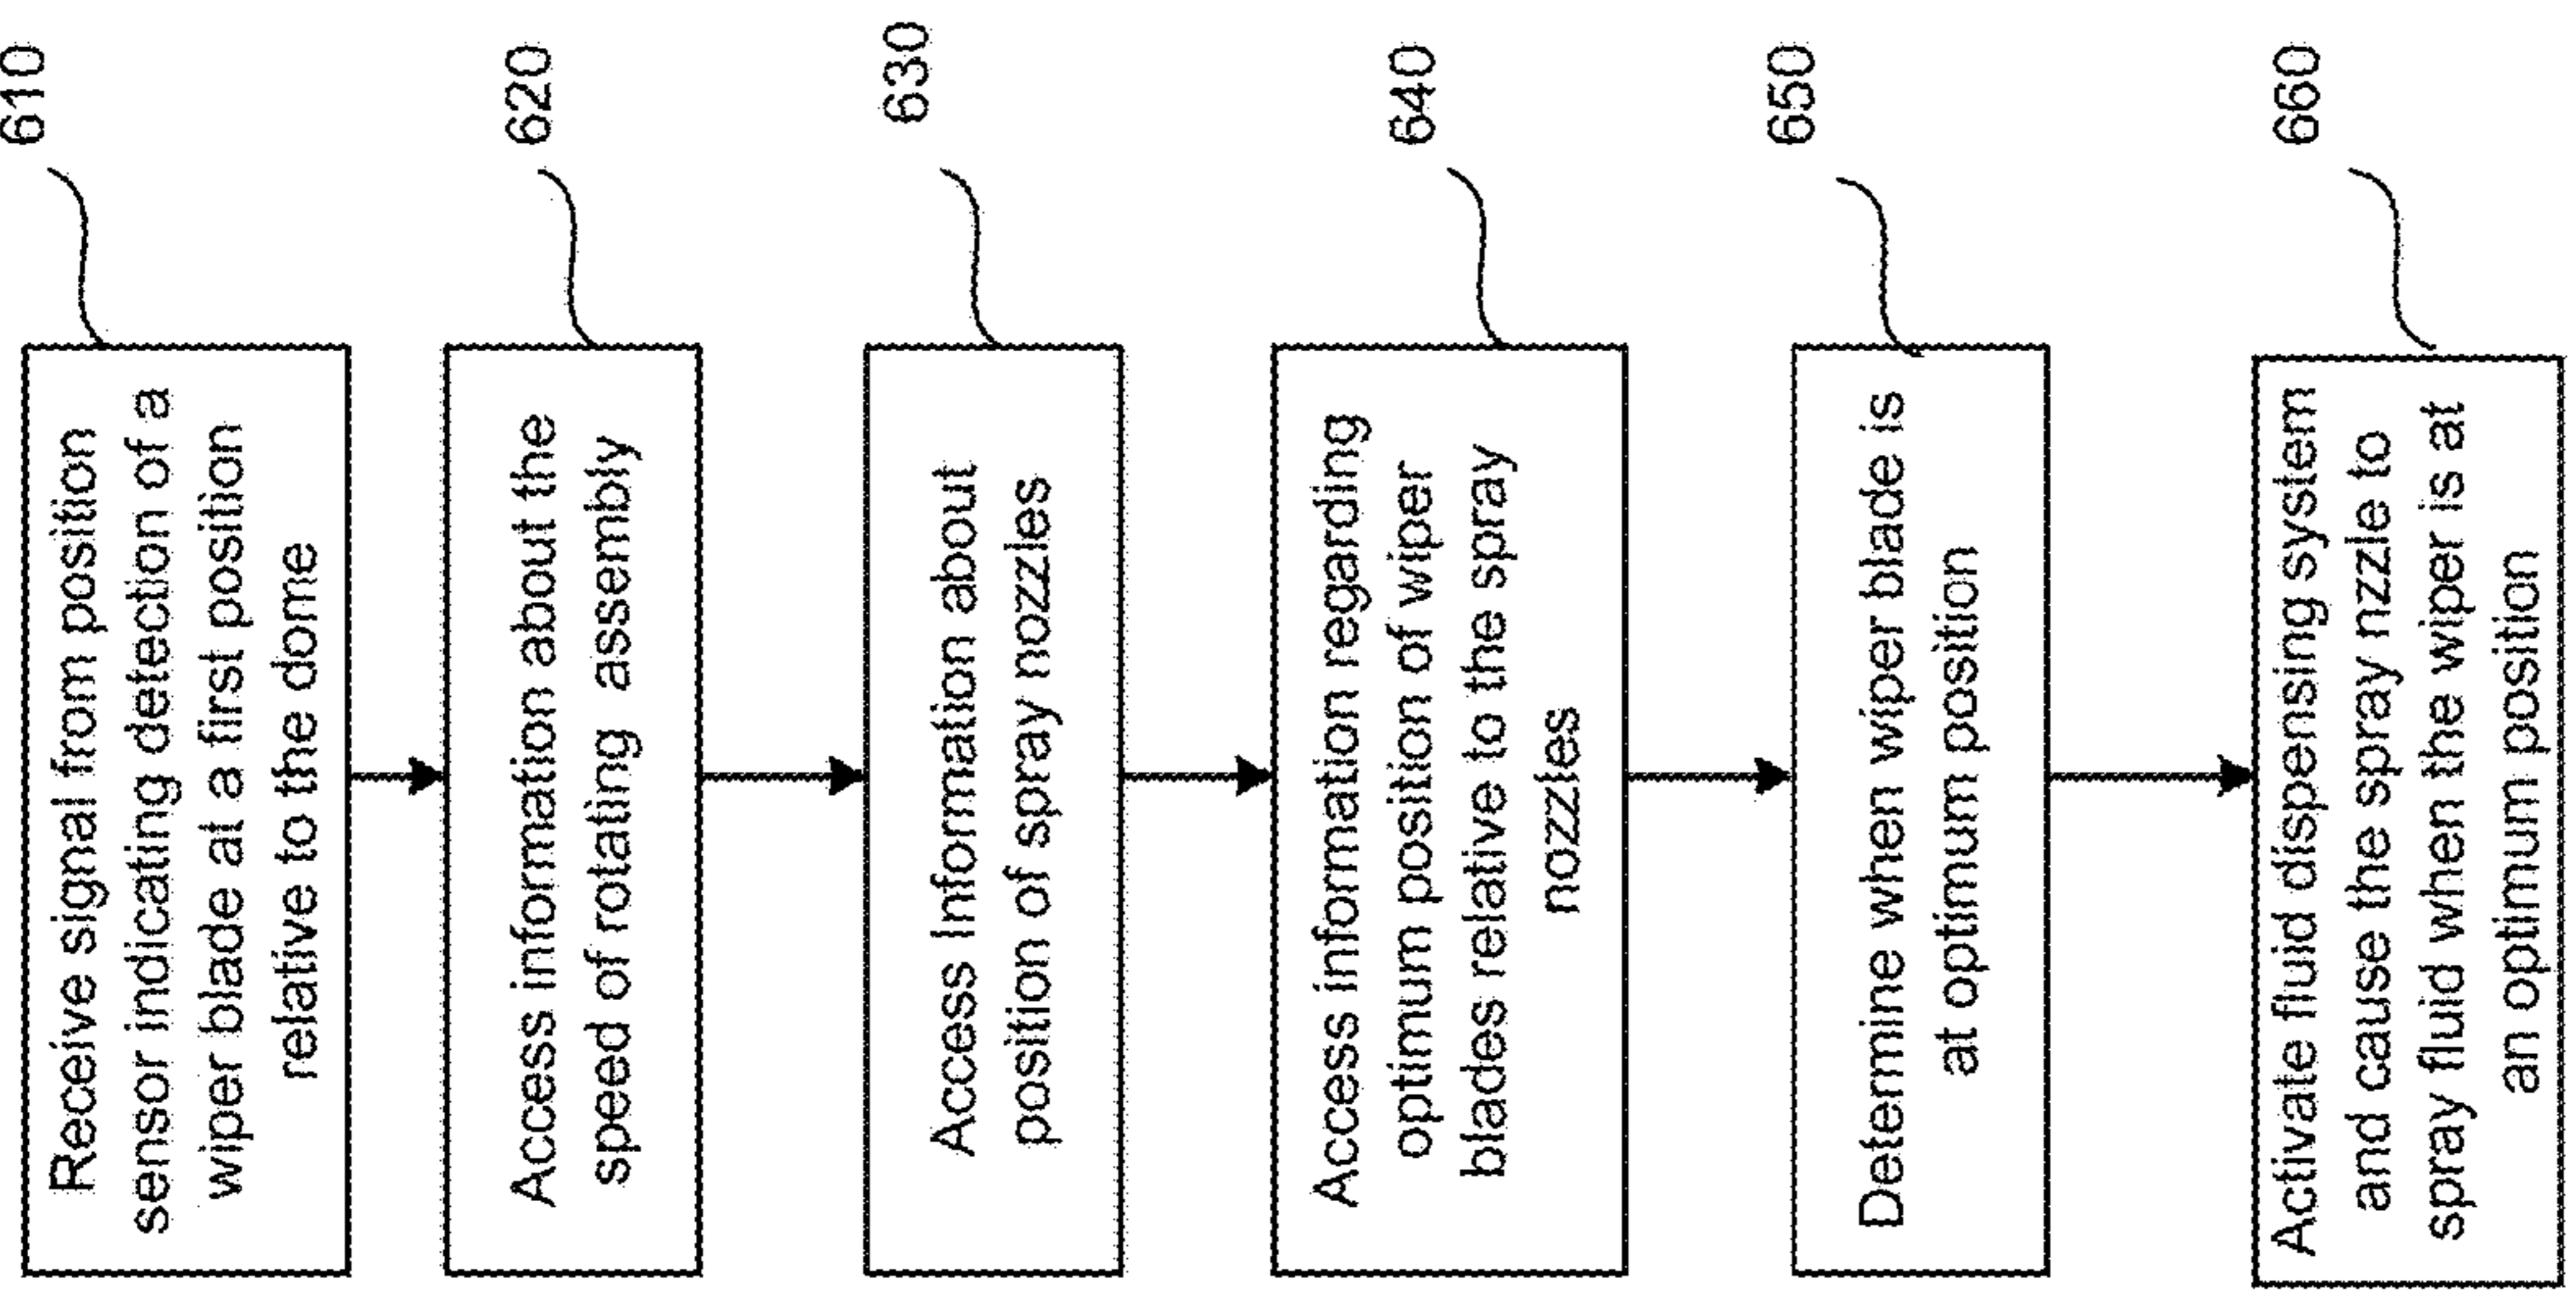 610
Receive signal from position
sensor indicating detection of a
wiper blade at a first position
relative to the dome
620
Access information about the
speed of rotating assembly
630
Access Information about
position of spray nozzles
640
Access information regarding
optimum position of wiper
blades relative to the spray
nozzles
650
Determine when wiper blade is
at optimum position
660
Activate fluid dispensing system
and cause the spray nzzle to
spray fluid when the wiper is at
an optimum position